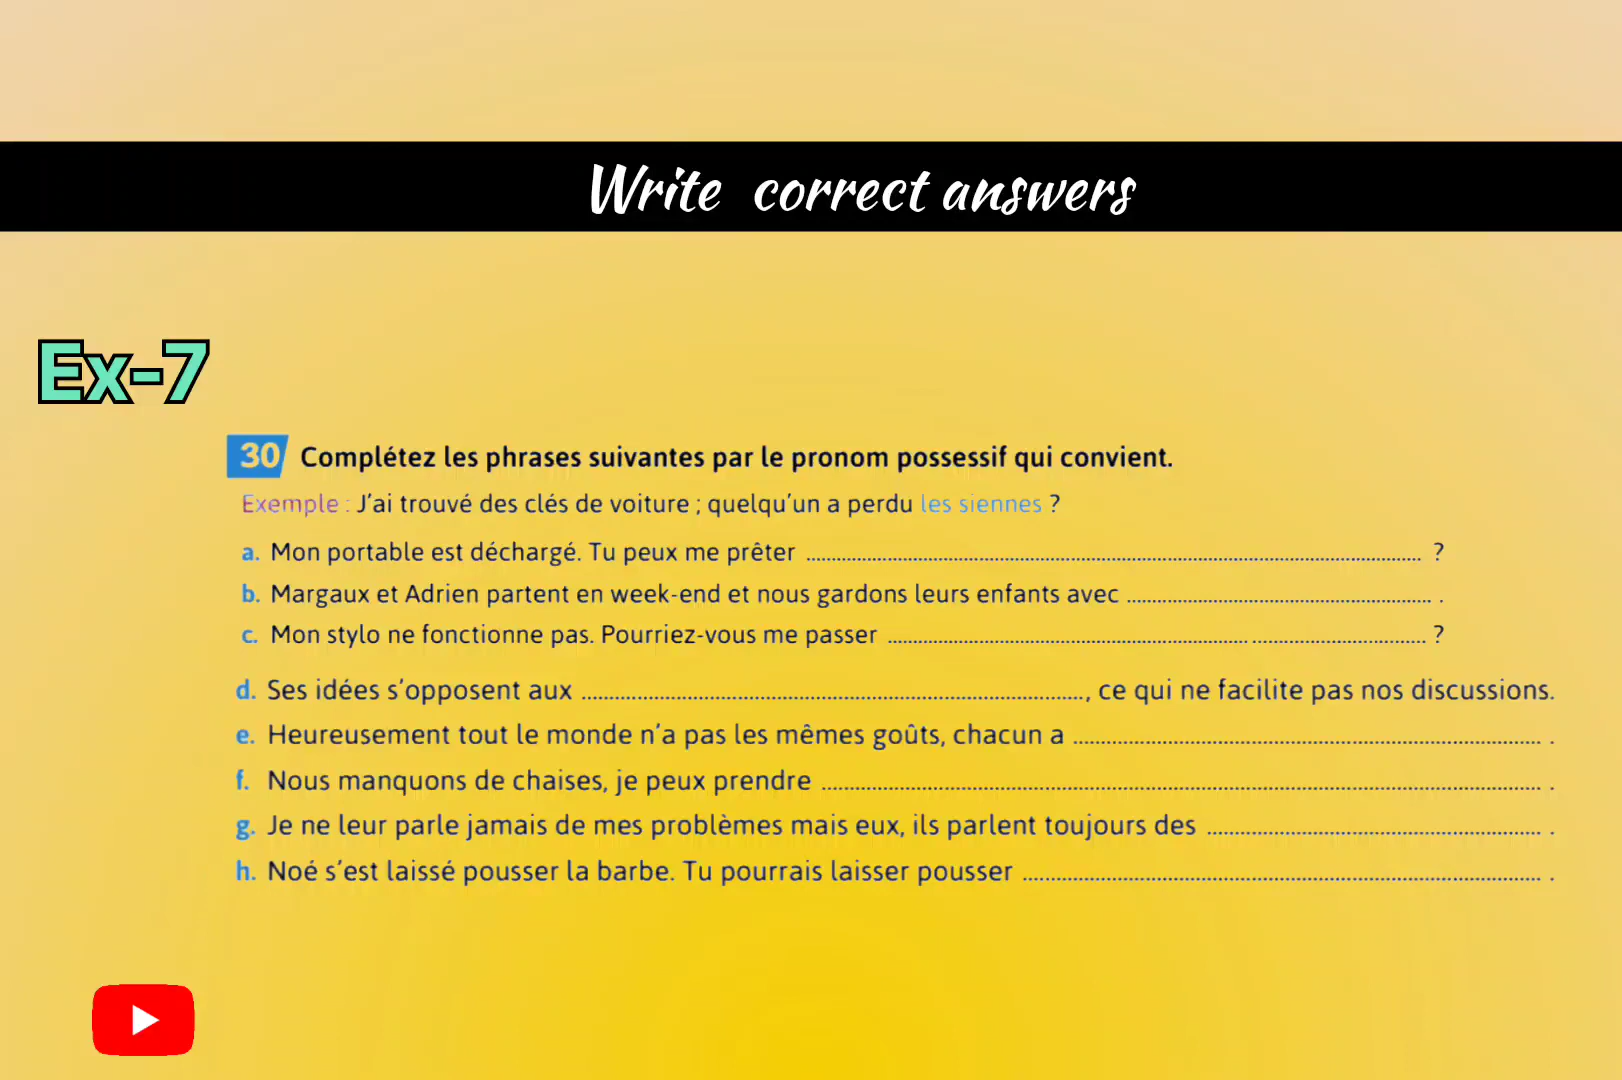 Write correct answers
Ex-7
30 Complétez les phrases suivantes par le pronom possessif qui convient.
Exemple : J'ai trouvé des clés de voiture ; quelqu'un a perdu les siennes ?
a. Mon portable est déchargé. Tu peux me prêter ........................................ ?
b. Margaux et Adrien partent en week-end et nous gardons leurs enfants avec ........................................ .
c. Mon stylo ne fonctionne pas. Pourriez-vous me passer ........................................ ?
d. Ses idées s'opposent aux ........................................, ce qui ne facilite pas nos discussions.
e. Heureusement tout le monde n'a pas les mêmes goûts, chacun a ........................................ .
f. Nous manquons de chaises, je peux prendre ........................................ .
g. Je ne leur parle jamais de mes problèmes mais eux, ils parlent toujours des ........................................ .
h. Noé s'est laissé pousser la barbe. Tu pourrais laisser pousser ........................................ .